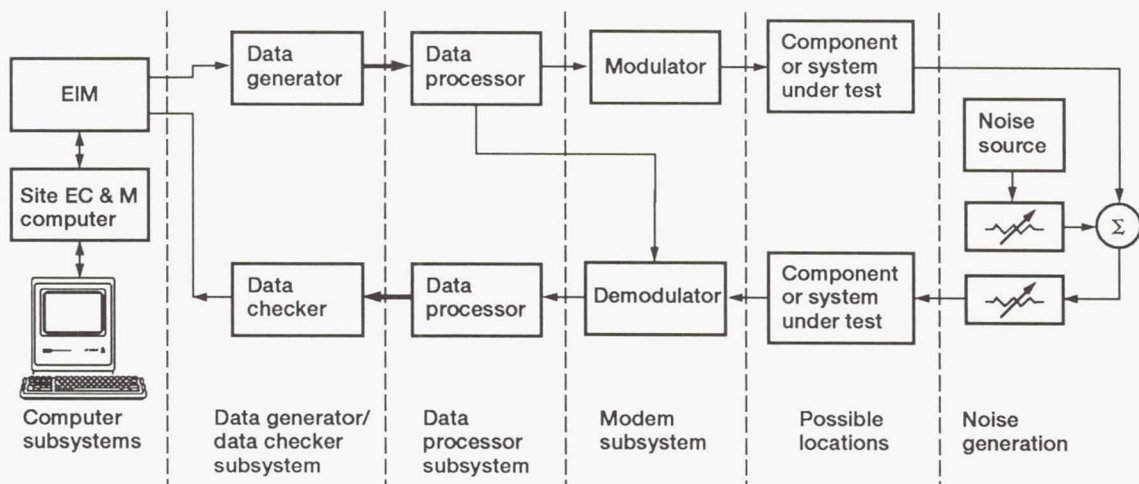 EIM
Site EC & M
computer
Data
generator
Data
processor
Modulator
Component
or system
under test
Noise
source
Σ
Data
checker
Data
processor
Demodulator
Component
or system
under test
Computer
subsystems
Data generator/
data checker
subsystem
Data
processor
subsystem
Modem
subsystem
Possible
locations
Noise
generation